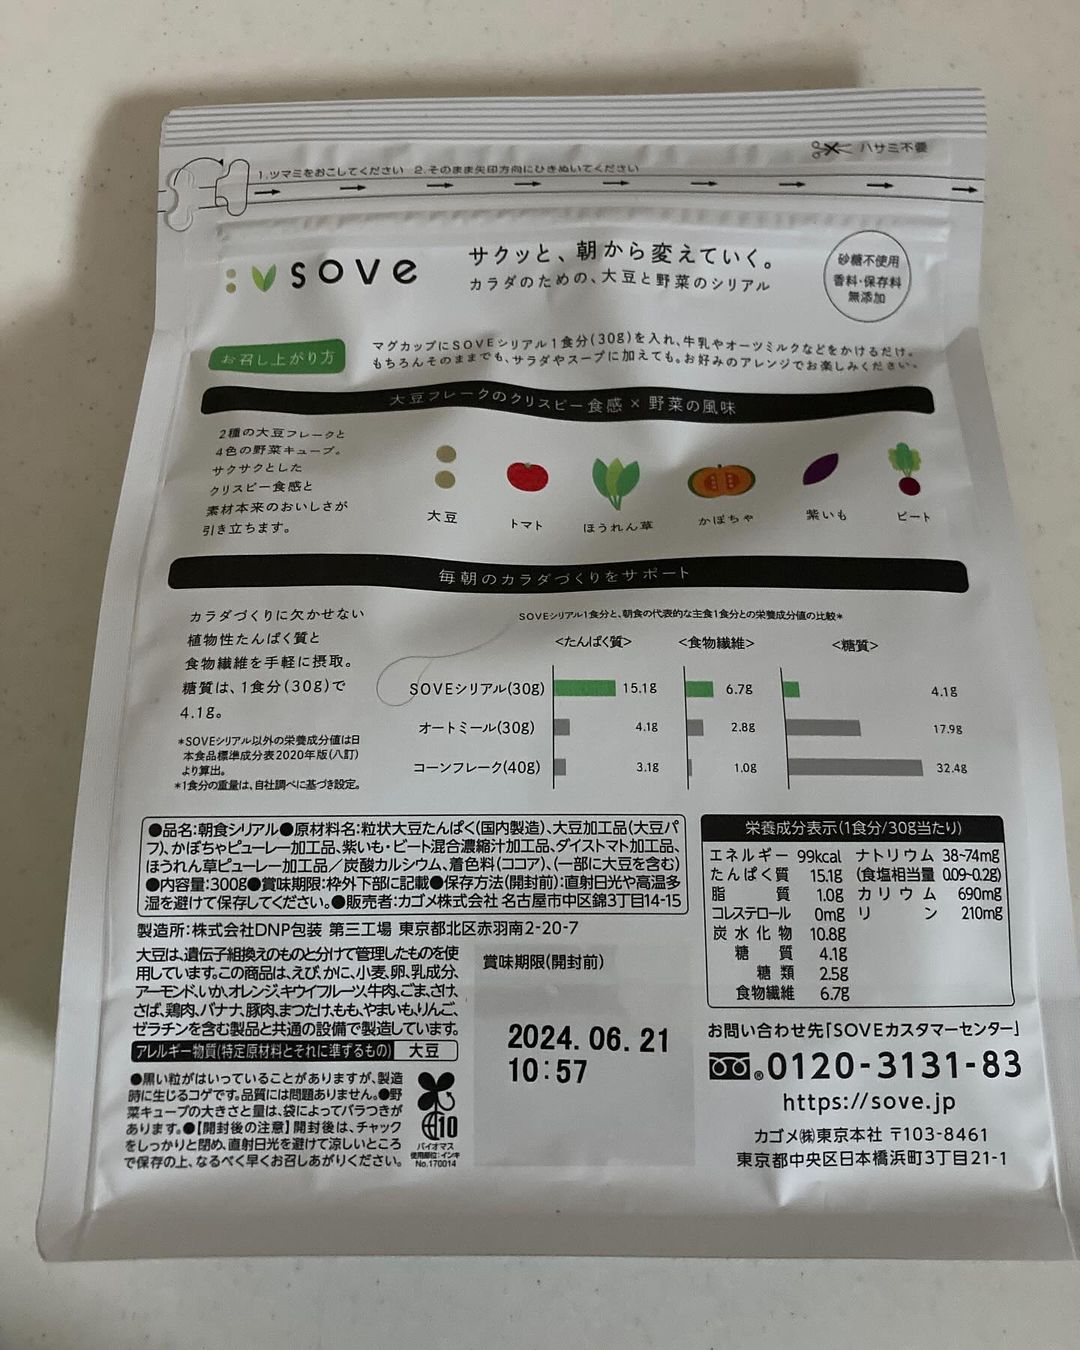 ハサミ不要
1.ツマミをおこしてください 2.そのまま矢印方向にひきぬいてください
sove
サクッと、朝から変えていく。
カラダのための、大豆と野菜のシリアル
砂糖不使用
香料・保存料
無添加
お召し上がり方
マグカップにSOVEシリアル1食分(30g)を入れ、牛乳やオーツミルクなどをかけるだけ。
もちろんそのままでも、サラダやスープに加えても。お好みのアレンジでお楽しみください。
大豆フレークのクリスピー食感×野菜の風味
2種の大豆フレークと
4色の野菜キューブ。
サクサクとした
クリスピー食感と
素材本来のおいしさが
引き立ちます。
大豆
トマト
ほうれん草
かぼちゃ
紫いも
ビート
毎朝のカラダづくりをサポート
カラダづくりに欠かせない
植物性たんぱく質と
食物繊維を手軽に摂取。
糖質は、1食分(30g)で
4.1g。
*SOVEシリアル以外の栄養成分値は日
本食品標準成分表2020年版(八訂)
より算出。
*1食分の重量は、自社調べに基づき設定。
SOVEシリアル1食分と、朝食の代表的な主食1食分との栄養成分値の比較*
<たんぱく質> <食物繊維> <糖質>
SOVEシリアル(30g) 15.1g 6.7g 4.1g
オートミール(30g) 4.1g 2.8g 17.9g
コーンフレーク(40g) 3.1g 1.0g 32.4g
●品名:朝食シリアル●原材料名:粒状大豆たんぱく(国内製造)、大豆加工品(大豆パ
フ)、かぼちゃピューレー加工品、紫いも・ビート混合濃縮汁加工品、ダイストマト加工品、
ほうれん草ピューレー加工品／炭酸カルシウム、着色料(ココア)、(一部に大豆を含む)
●内容量:300g●賞味期限:枠外下部に記載●保存方法(開封前):直射日光や高温多
湿を避けて保存してください。●販売者:カゴメ株式会社 名古屋市中区錦3丁目14-15
製造所:株式会社DNP包装 第三工場 東京都北区赤羽南2-20-7
大豆は、遺伝子組換えのものと分けて管理したものを使
用しています。この商品は、えび、かに、小麦、卵、乳成分、
アーモンド、いか、オレンジ、キウイフルーツ、牛肉、ごま、さけ、
さば、鶏肉、バナナ、豚肉、まつたけ、もも、やまいも、りんご、
ゼラチンを含む製品と共通の設備で製造しています。
アレルギー物質(特定原材料とそれに準ずるもの) 大豆
●黒い粒がはいっていることがありますが、製造
時に生じるコゲです。品質には問題ありません。●野
菜キューブの大きさと量は、袋によってバラつきが
あります。●【開封後の注意】開封後は、チャック
をしっかりと閉め、直射日光を避けて涼しいところ
で保存の上、なるべく早くお召しあがりください。
10
バイオマス
使用部位:インキ
No.170014
賞味期限(開封前)
2024.06.21
10:57
栄養成分表示(1食分/30g当たり)
エネルギー 99kcal ナトリウム 38~74mg
たんぱく質 15.1g (食塩相当量 0.09~0.2g)
脂質 1.0g カリウム 690mg
コレステロール 0mg リン 210mg
炭水化物 10.8g
糖質 4.1g
糖類 2.5g
食物繊維 6.7g
お問い合わせ先「SOVEカスタマーセンター」
®0120-3131-83
https://sove.jp
カゴメ㈱東京本社 〒103-8461
東京都中央区日本橋浜町3丁目21-1